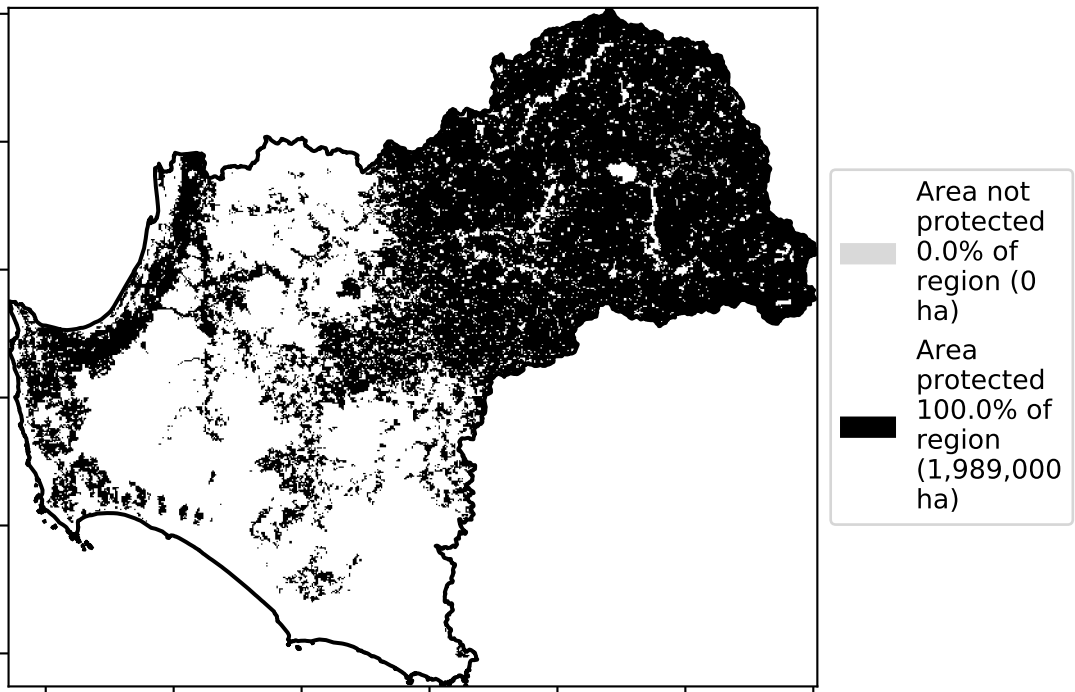 Area not
protected
0.0% of
region (0
ha)
Area
protected
100.0% of
region
(1,989,000
ha)